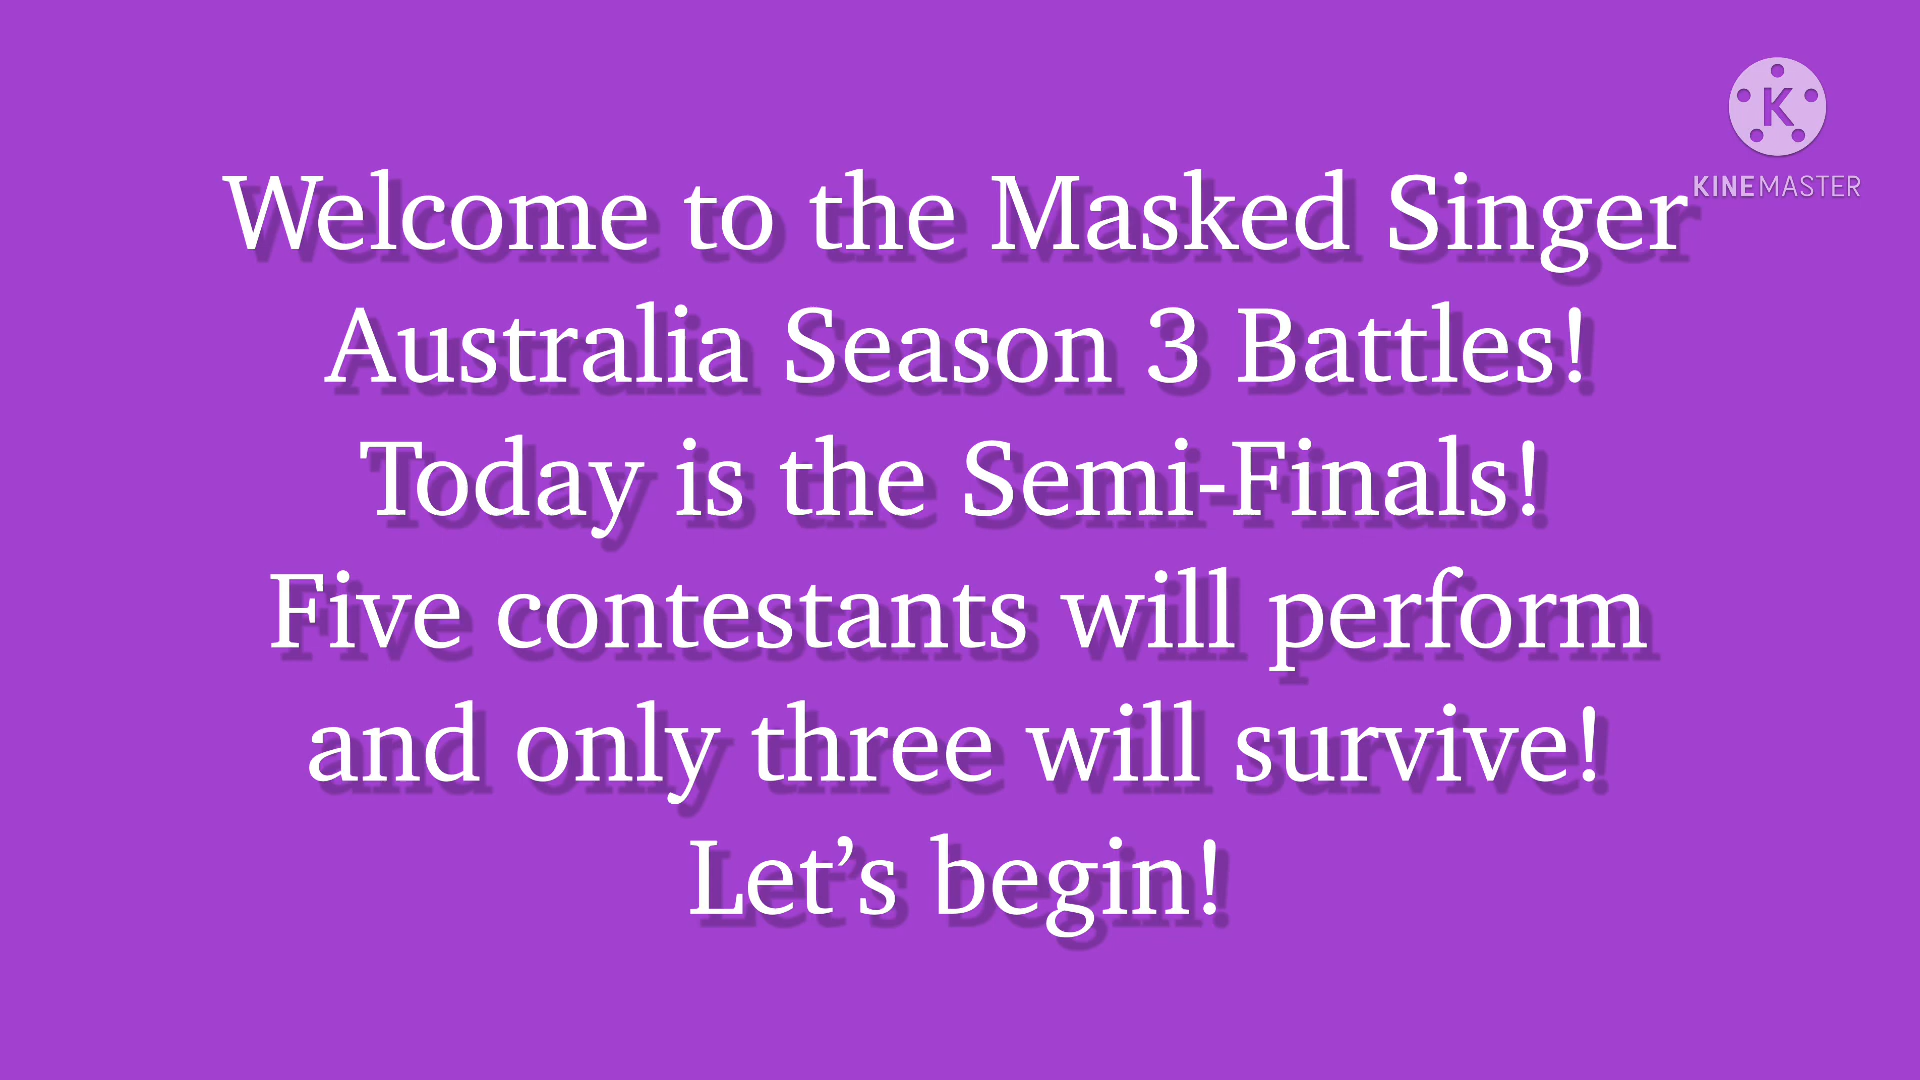 K
KINEMASTER
Welcome to the Masked Singer
Australia Season 3 Battles!
Today is the Semi-Finals!
Five contestants will perform
and only three will survive!
Let’s begin!